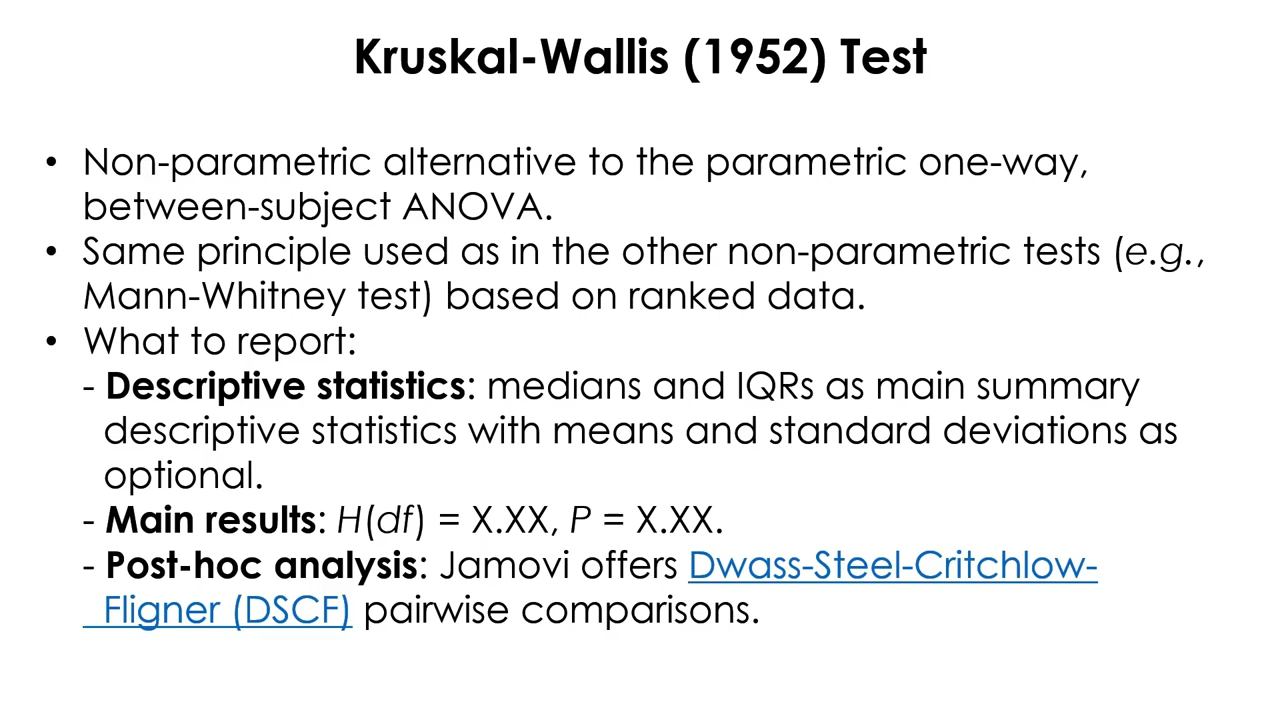 Kruskal-Wallis (1952) Test
• Non-parametric alternative to the parametric one-way,
between-subject ANOVA.
• Same principle used as in the other non-parametric tests (e.g.,
Mann-Whitney test) based on ranked data.
• What to report:
- Descriptive statistics: medians and IQRs as main summary
descriptive statistics with means and standard deviations as
optional.
- Main results: H(df) = X.XX, P = X.XX.
- Post-hoc analysis: Jamovi offers Dwass-Steel-Critchlow-
Fligner (DSCF) pairwise comparisons.